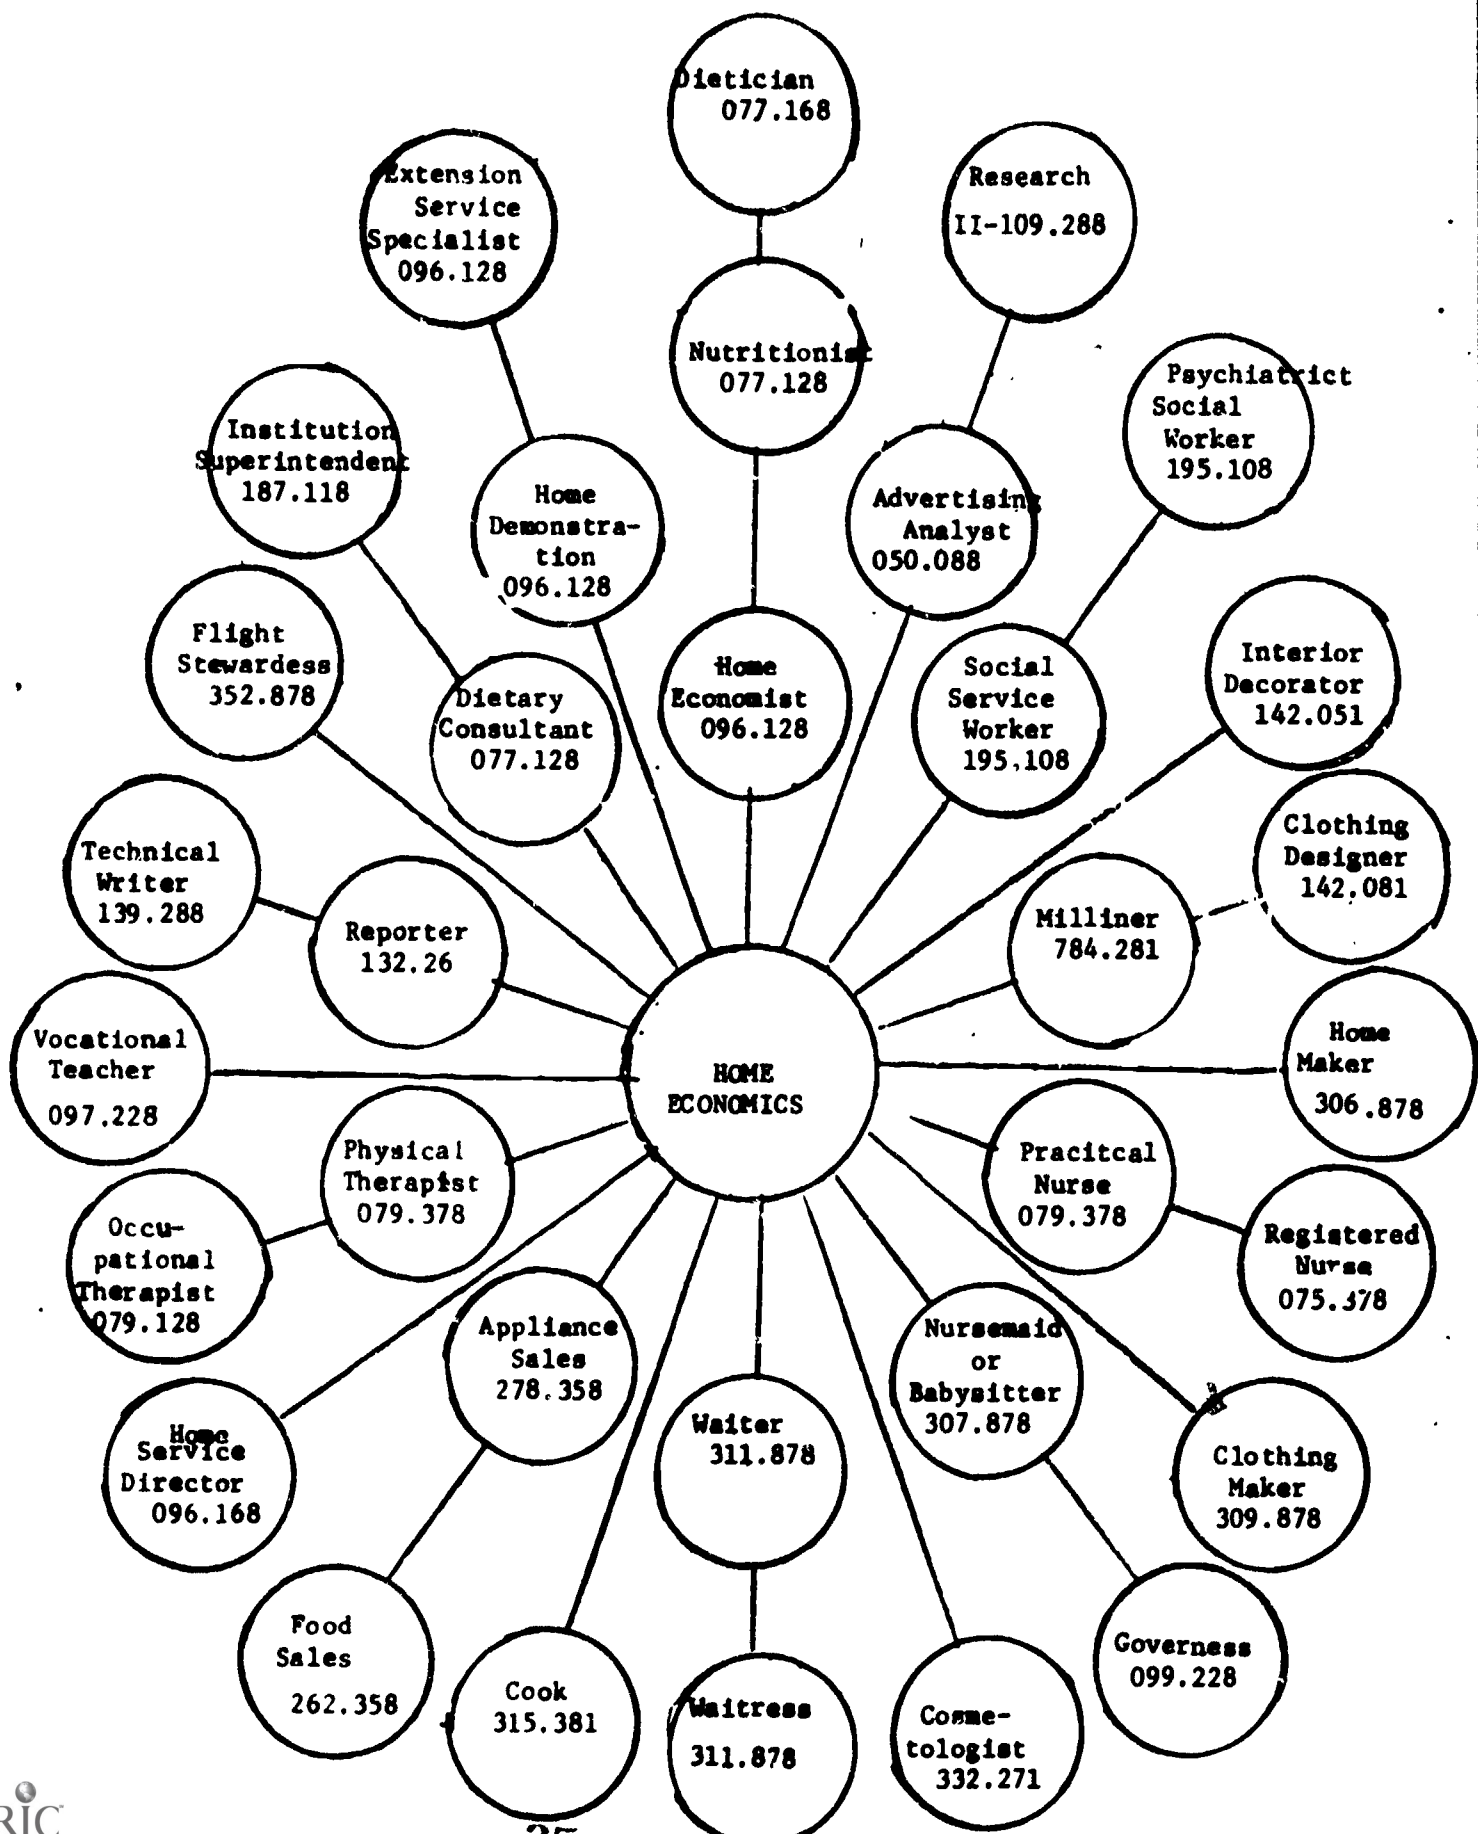 Dietician
077.168
Extension
Service
Specialist
096.128
Research
II-109.288
Nutritionist
077.128
Psychiatrict
Social
Worker
195.108
Institution
Superintendent
187.118
Home
Demonstra-
tion
096.128
Advertising
Analyst
050.088
Flight
Stewardess
352.878
Dietary
Consultant
077.128
Home
Economist
096.128
Social
Service
Worker
195.108
Interior
Decorator
142.051
Technical
Writer
139.288
Reporter
132.26
Milliner
784.281
Clothing
Designer
142.081
Vocational
Teacher
097.228
HOME
ECONOMICS
Home
Maker
306.878
Physical
Therapist
079.378
Pracitcal
Nurse
079.378
Occu-
pational
Therapist
079.128
Registered
Nurse
075.378
Appliance
Sales
278.358
Nursemaid
or
Babysitter
307.878
Home
Service
Director
096.168
Waiter
311.878
Clothing
Maker
309.878
Food
Sales
262.358
Cook
315.381
Waitress
311.878
Cosme-
tologist
332.271
Governess
099.228